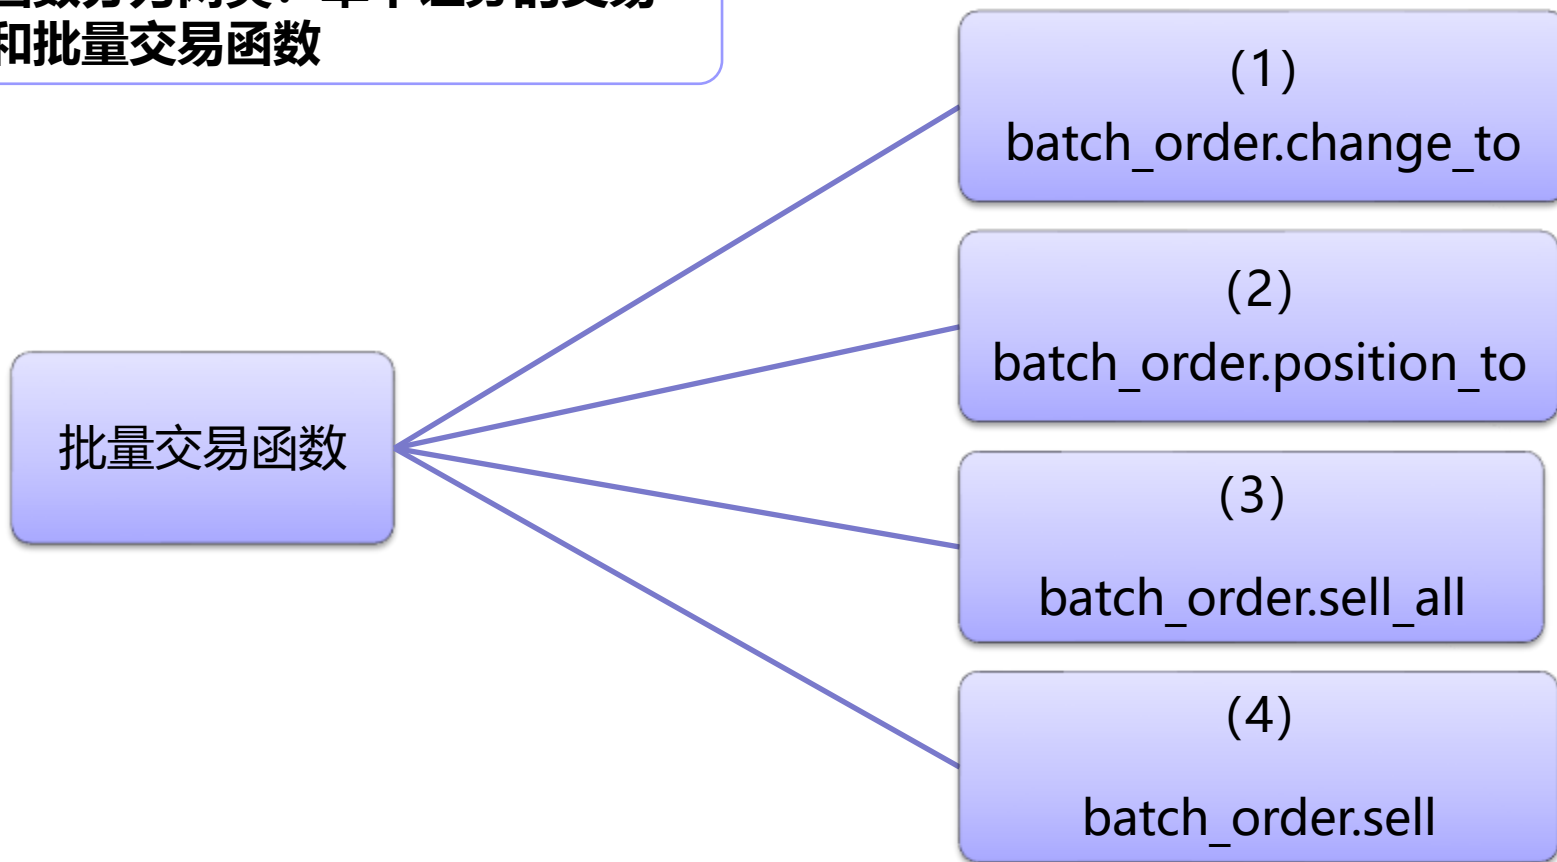 和批量交易函数
批量交易函数
(1)
batch_order.change_to
(2)
batch_order.position_to
(3)
batch_order.sell_all
(4)
batch_order.sell